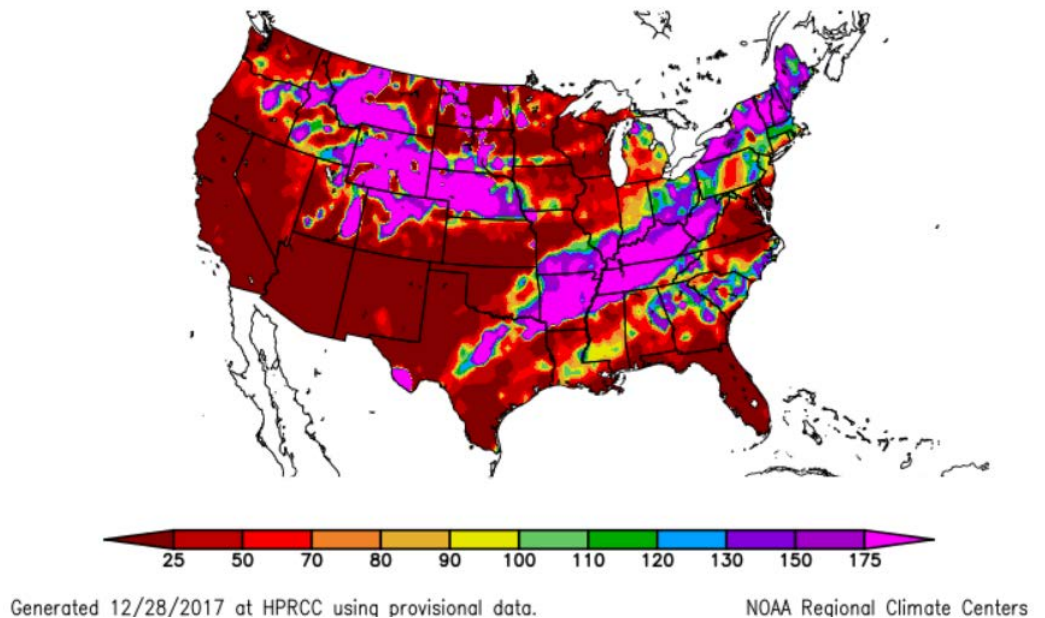 25 50 70 80 90 100 110 120 130 150 175
Generated 12/28/2017 at HPRCC using provisional data. NOAA Regional Climate Centers